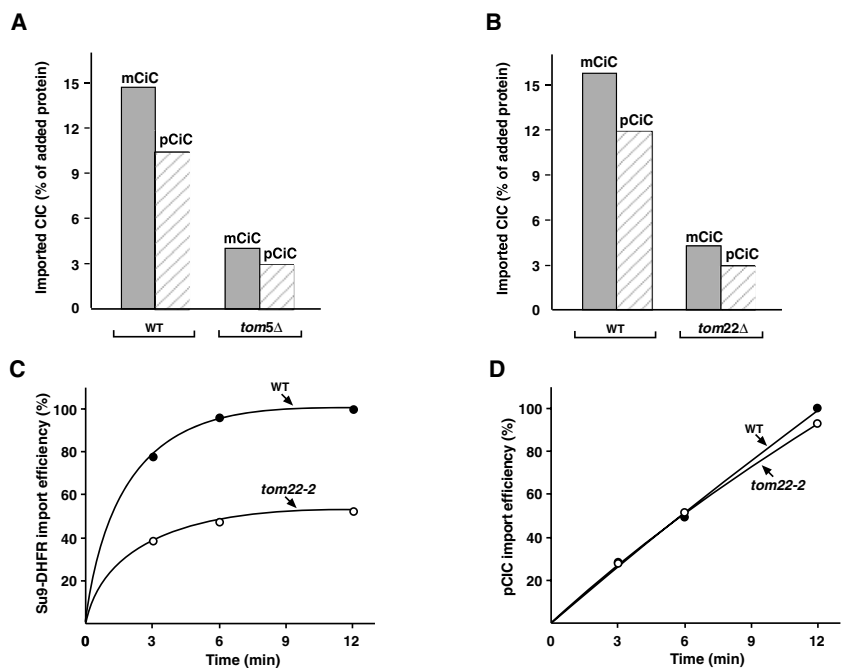 A
Imported CIC (% of added protein)
15
12
9
6
3
0
mCiC
pCiC
mCiC
pCiC
WT
tom5Δ
B
Imported CIC (% of added protein)
15
12
9
6
3
0
mCiC
pCiC
mCiC
pCiC
WT
tom22Δ
C
Su9-DHFR import efficiency (%)
100
80
60
40
20
WT
tom22-2
0 3 6 9 12
Time (min)
D
pCIC import efficiency (%)
100
80
60
40
20
WT
tom22-2
0 3 6 9 12
Time (min)